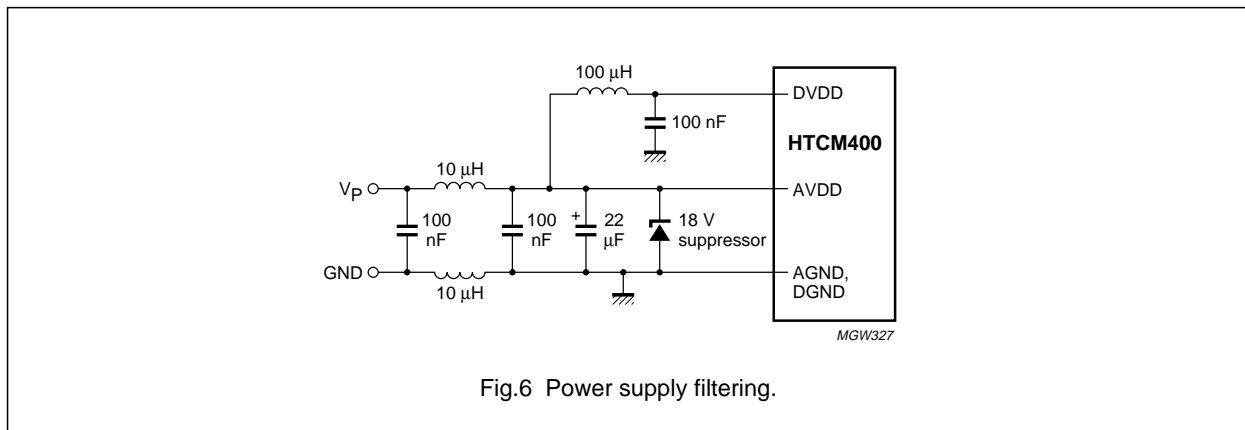 100 μH
DVDD
100 nF
HTCM400
10 μH
VP
AVDD
100
nF
100
nF
+
22
μF
18 V
suppressor
GND
10 μH
AGND,
DGND
MGW327
Fig.6 Power supply filtering.